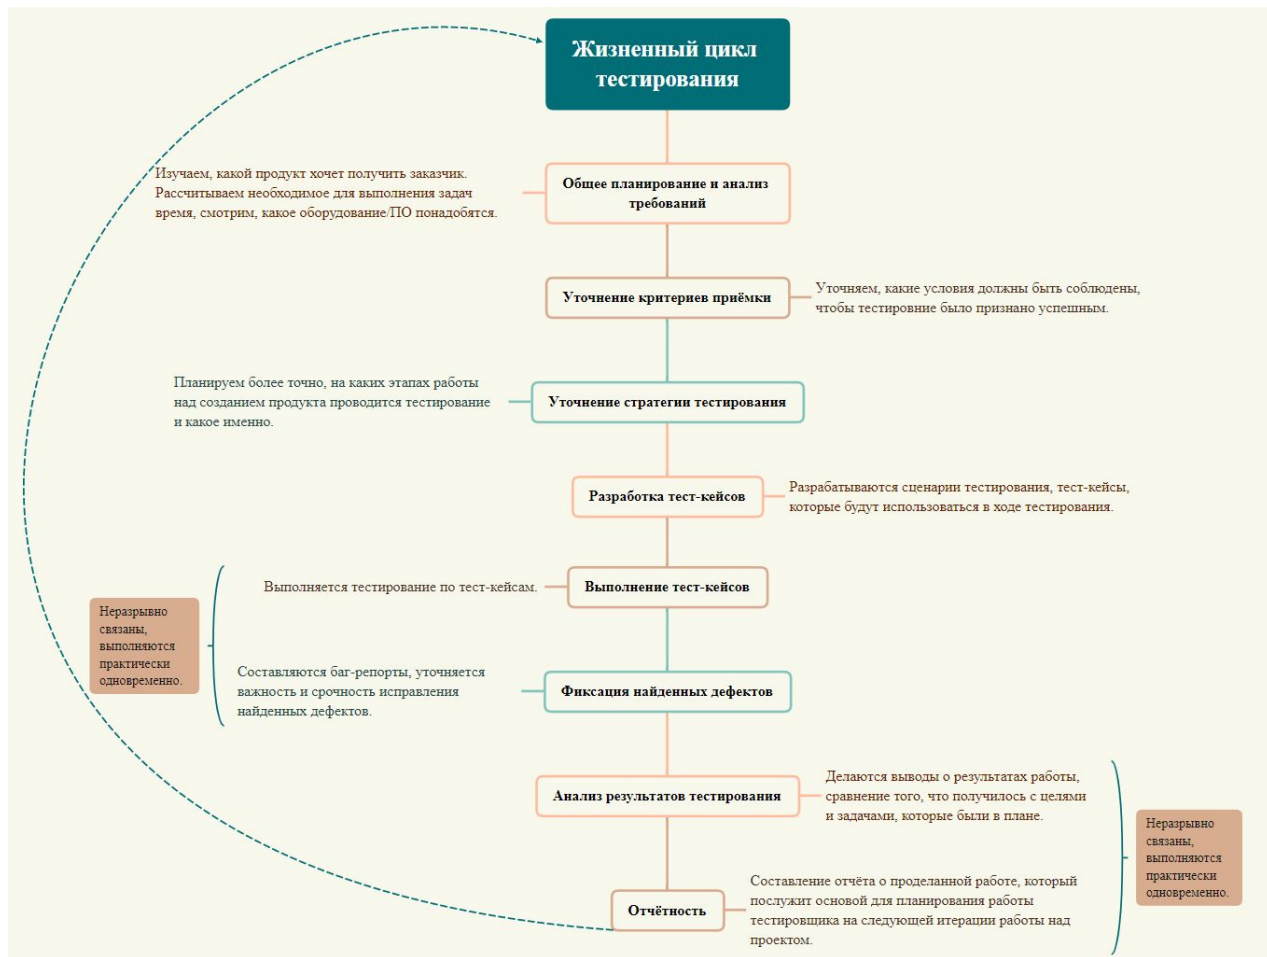 Жизненный цикл
тестирования
Изучаем, какой продукт хочет получить заказчик.
Рассчитываем необходимое для выполнения задач
время, смотрим, какое оборудование/ПО понадобятся.
Общее планирование и анализ
требований
Уточнение критериев приёмки
Уточняем, какие условия должны быть соблюдены,
чтобы тестировние было признано успешным.
Планируем более точно, на каких этапах работы
над созданием продукта проводится тестирование
и какое именно.
Уточнение стратегии тестирования
Разработка тест-кейсов
Разрабатываются сценарии тестирования, тест-кейсы,
которые будут использоваться в ходе тестирования.
Выполняется тестирование по тест-кейсам.
Выполнение тест-кейсов
Неразрывно
связаны,
выполняются
практически
одновременно.
Составляются баг-репорты, уточняется
важность и срочность исправления
найденных дефектов.
Фиксация найденных дефектов
Анализ результатов тестирования
Делаются выводы о результатах работы,
сравнение того, что получилось с целями
и задачами, которые были в плане.
Неразрывно
связаны,
выполняются
практически
одновременно.
Отчётность
Составление отчёта о проделанной работе, который
послужит основой для планирования работы
тестировщика на следующей итерации работы над
проектом.